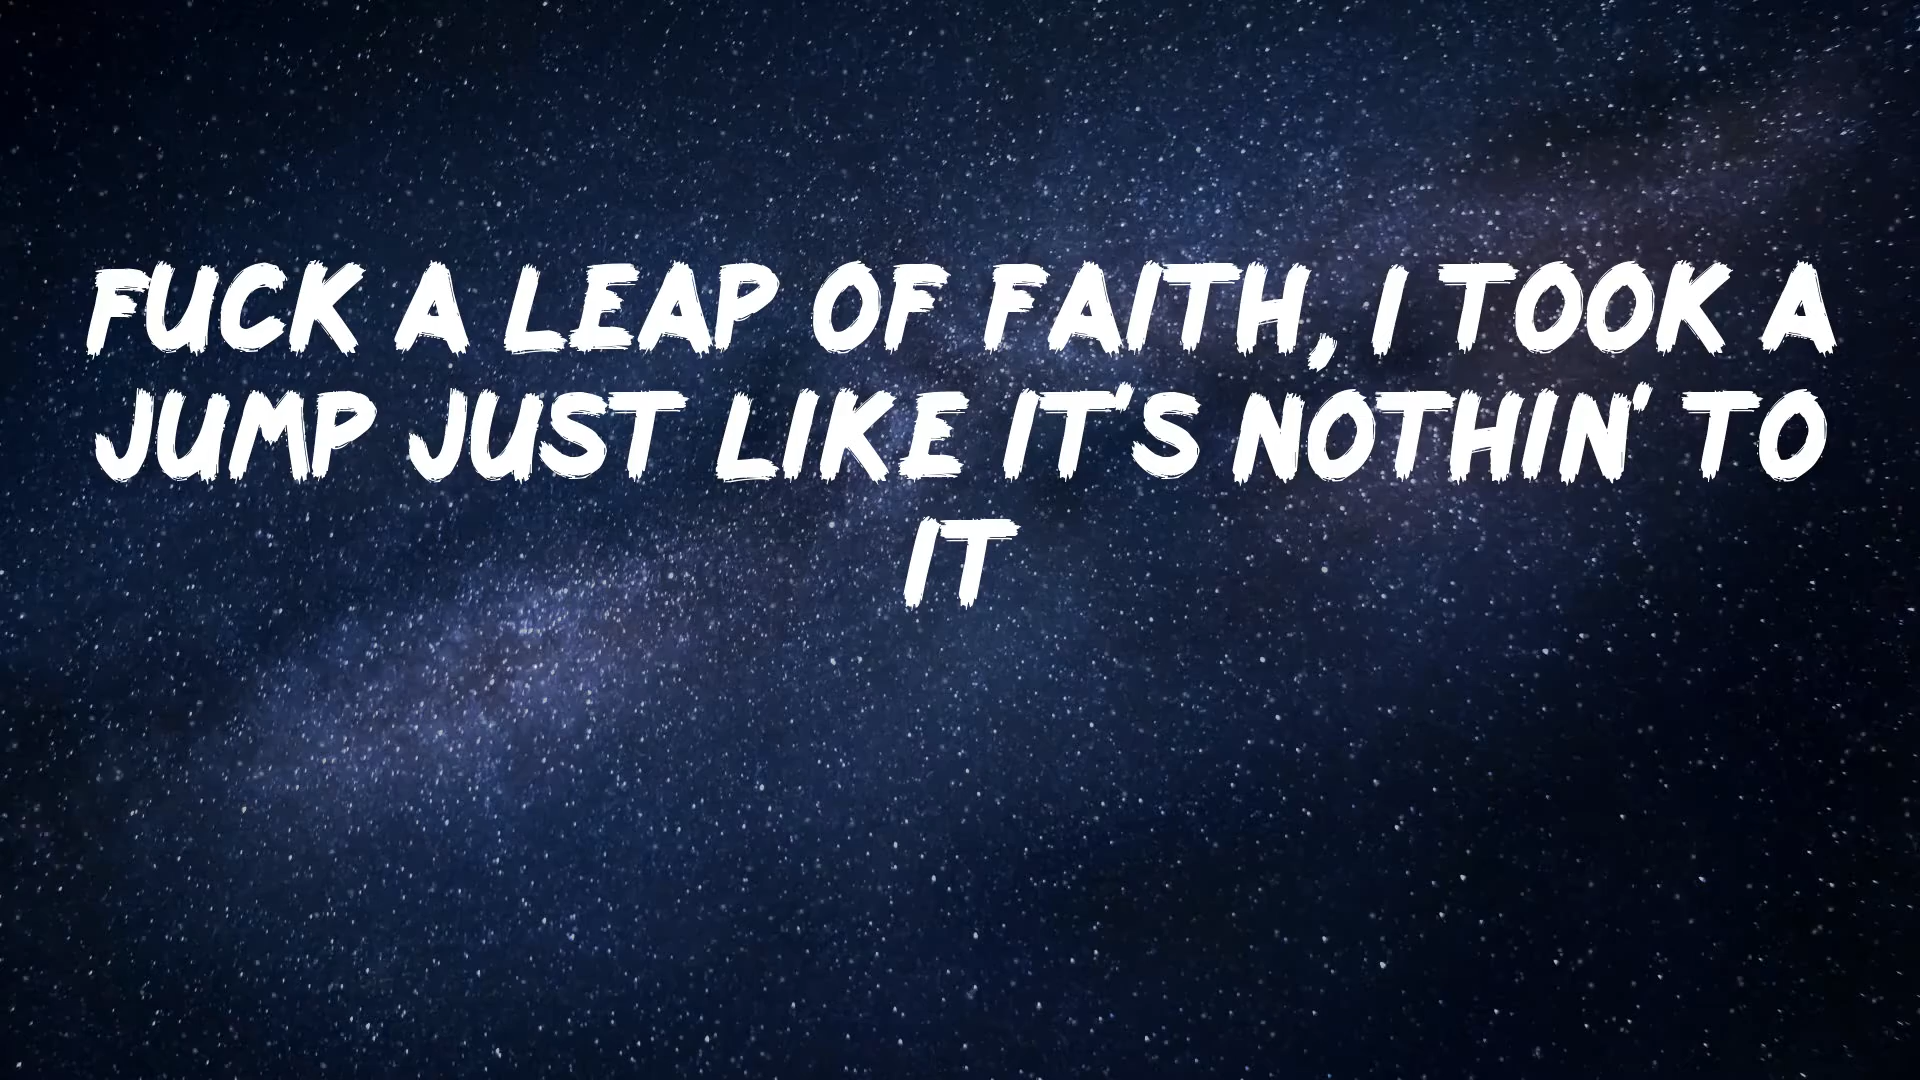 FUCK A LEAP OF FAITH, I TOOK A
JUMP JUST LIKE IT'S NOTHIN' TO
IT